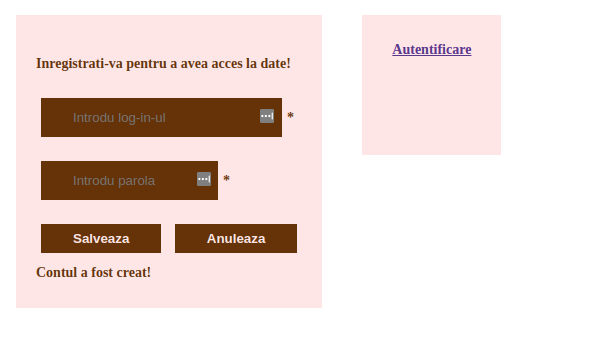 Inregistrati-va pentru a avea acces la date!
Introdu log-in-ul *
Introdu parola *
Salveaza Anuleaza
Contul a fost creat!
Autentificare